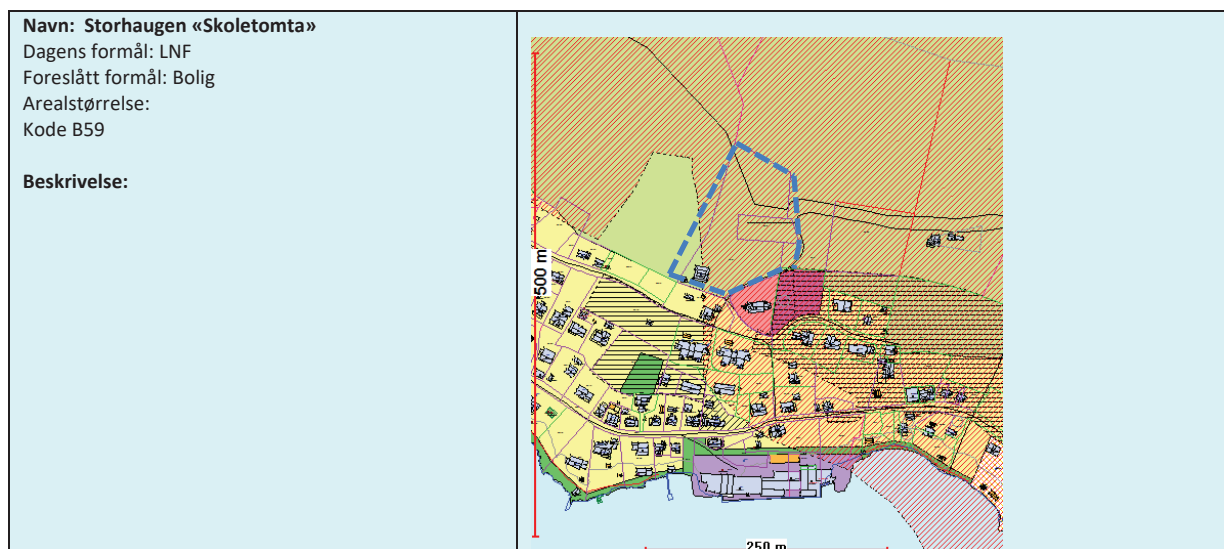 Navn: Storhaugen «Skoletomta»
Dagens formål: LNF
Foreslått formål: Bolig
Arealstørrelse:
Kode B59
Beskrivelse:
500 m
250 m